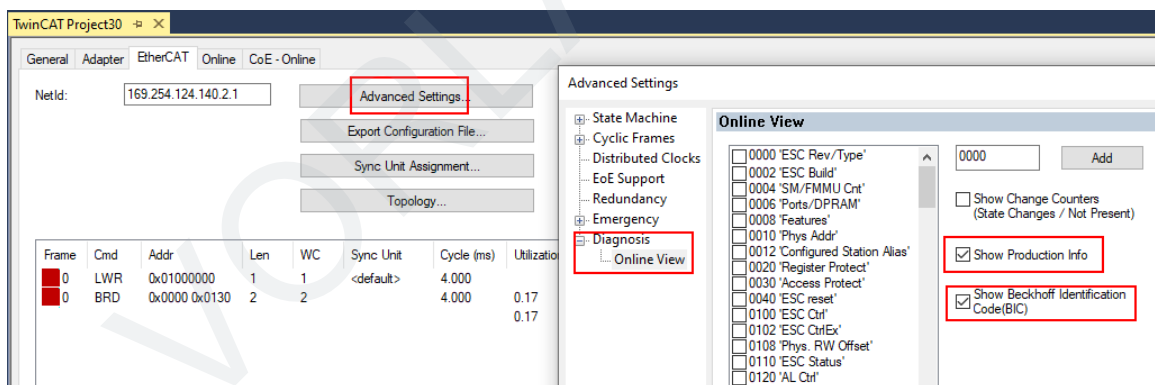 TwinCAT Project30
General Adapter EtherCAT Online CoE - Online
NetId: 169.254.124.140.2.1
Advanced Settings...
Export Configuration File...
Sync Unit Assignment...
Topology...
Frame Cmd Addr Len WC Sync Unit Cycle (ms) Utilizatio
0 LWR 0x01000000 1 1 <default> 4.000
0 BRD 0x0000 0x0130 2 2 4.000 0.17
0.17
Advanced Settings
State Machine
Cyclic Frames
Distributed Clocks
EoE Support
Redundancy
Emergency
Diagnosis
Online View
Online View
0000 'ESC Rev/Type'
0002 'ESC Build'
0004 'SM/FMMU Cnt'
0006 'Ports/DPRAM'
0008 'Features'
0010 'Phys Addr'
0012 'Configured Station Alias'
0020 'Register Protect'
0030 'Access Protect'
0040 'ESC reset'
0100 'ESC Ctrl'
0102 'ESC CtrlEx'
0108 'Phys. RW Offset'
0110 'ESC Status'
0120 'AL Ctrl'
0000 Add
Show Change Counters
(State Changes / Not Present)
Show Production Info
Show Beckhoff Identification
Code(BIC)